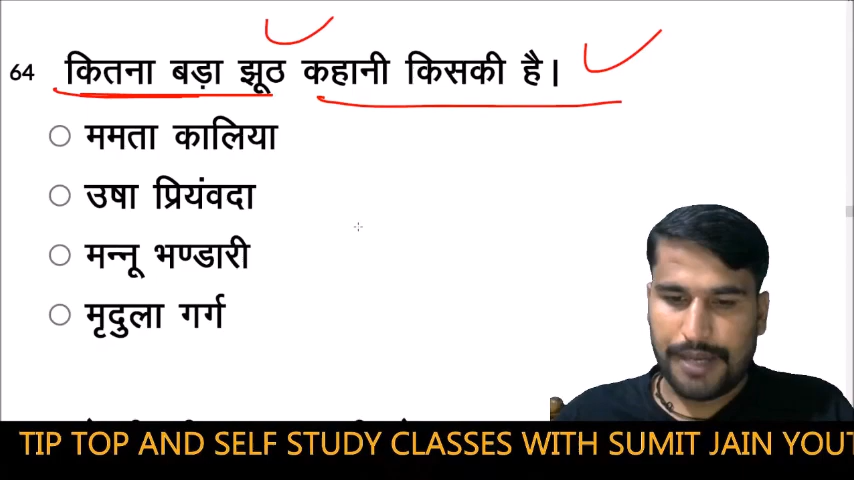 64 कितना बड़ा झूठ कहानी किसकी है।
ममता कालिया
उषा प्रियंवदा
मन्नू भण्डारी
मृदुला गर्ग
TIP TOP AND SELF STUDY CLASSES WITH SUMIT JAIN YOUT